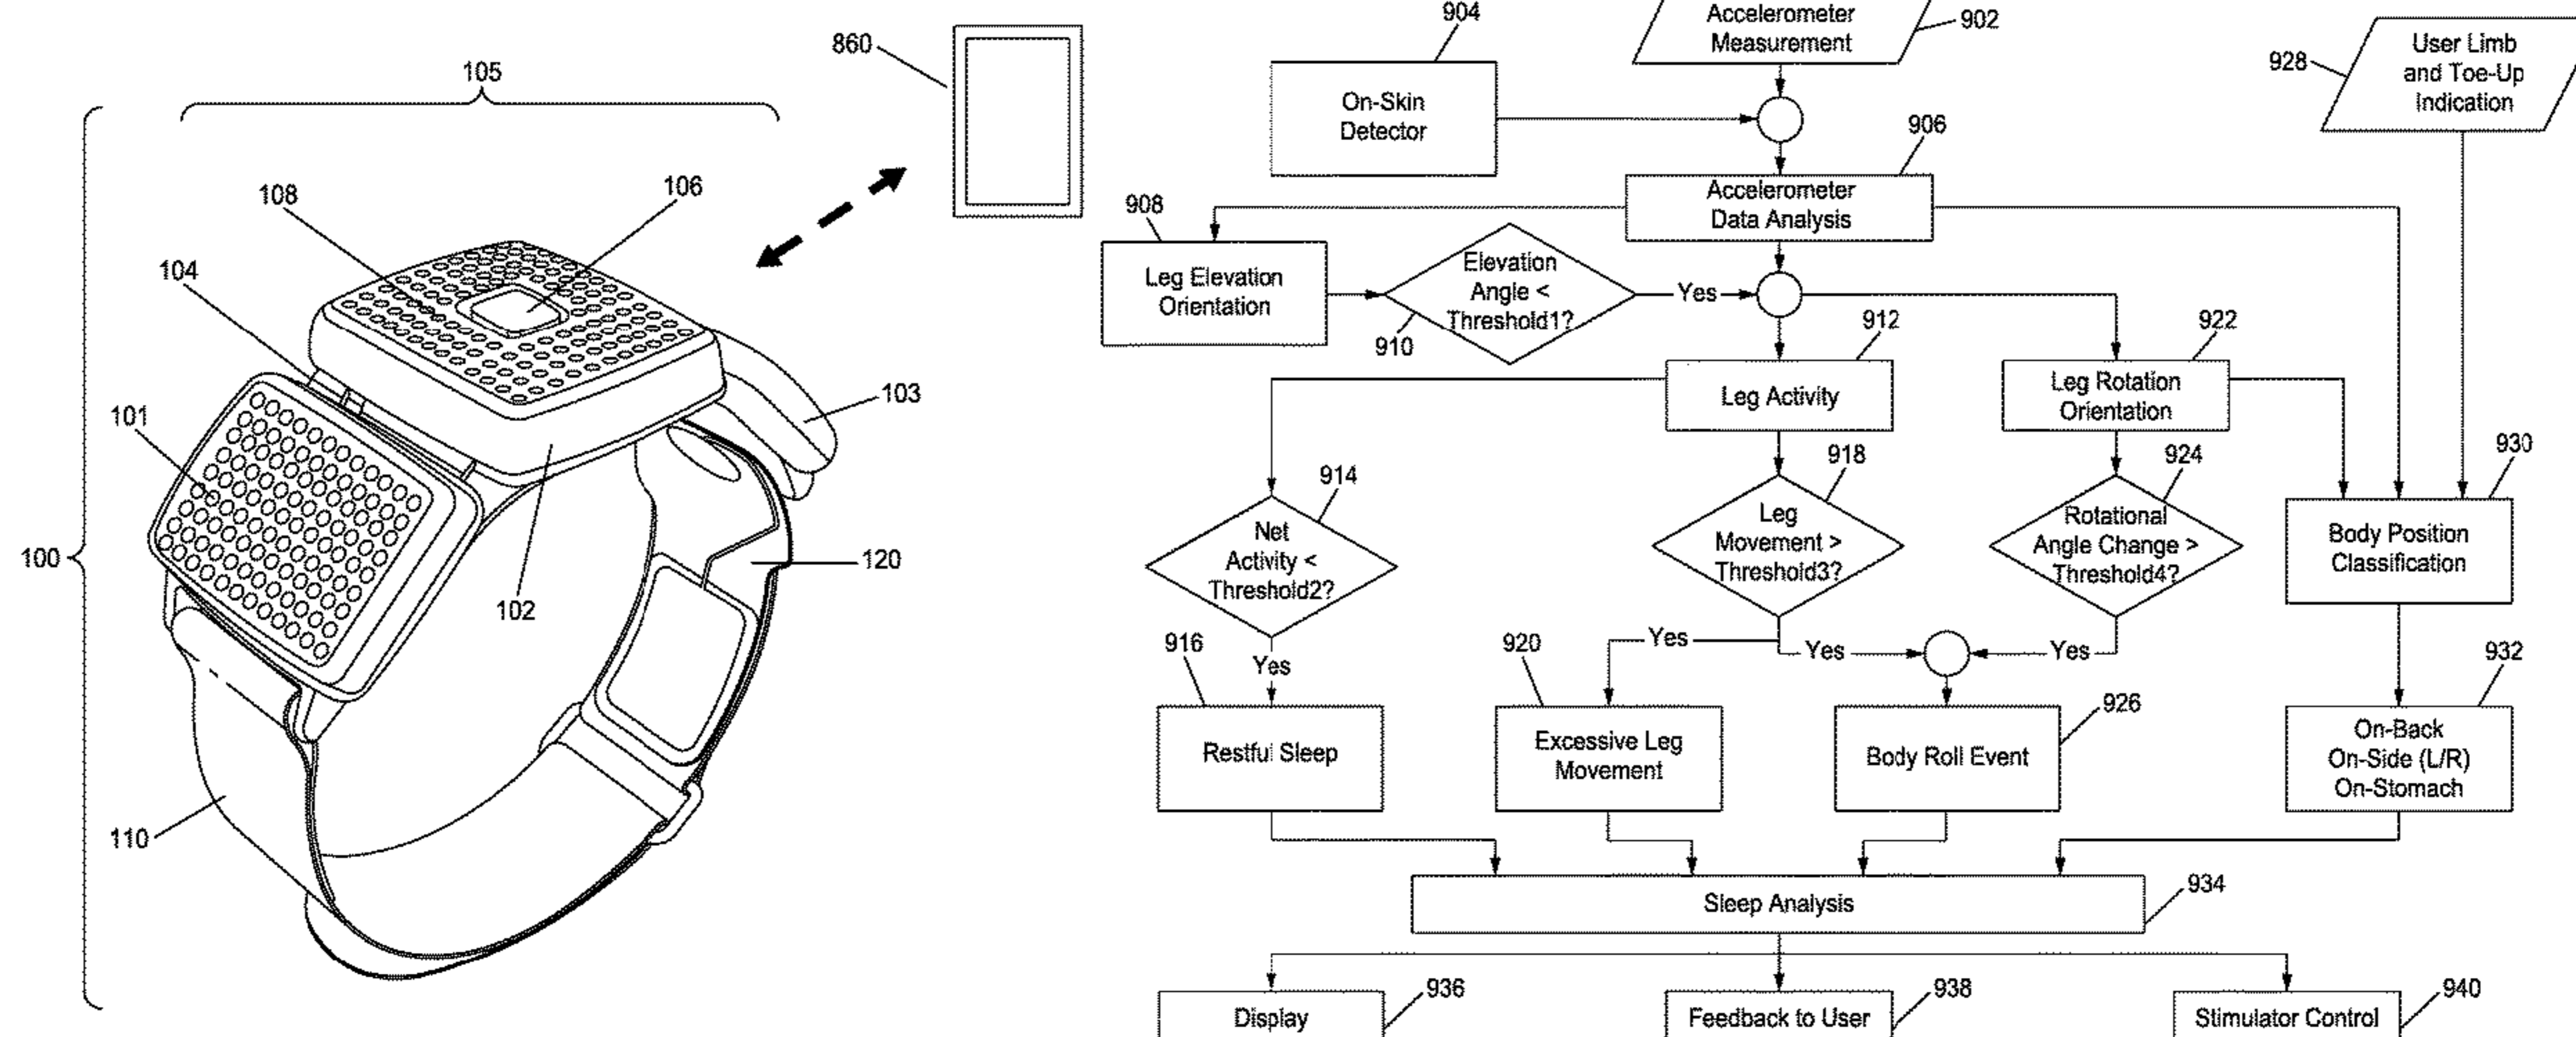 860
105
108
106
104
101
103
100
102
120
110
904
Accelerometer
Measurement
902
928
User Limb
and Toe-Up
Indication
On-Skin
Detector
906
Accelerometer
Data Analysis
908
Leg Elevation
Orientation
Elevation
Angle <
Threshold1?
910
Yes
912
Leg Activity
922
Leg Rotation
Orientation
914
Net
Activity <
Threshold2?
918
Leg
Movement >
Threshold3?
924
Rotational
Angle Change >
Threshold4?
930
Body Position
Classification
Yes
Yes
Yes
Yes
916
Restful Sleep
920
Excessive Leg
Movement
Body Roll Event
926
932
On-Back
On-Side (L/R)
On-Stomach
Sleep Analysis
934
Display
936
Feedback to User
938
Stimulator Control
940